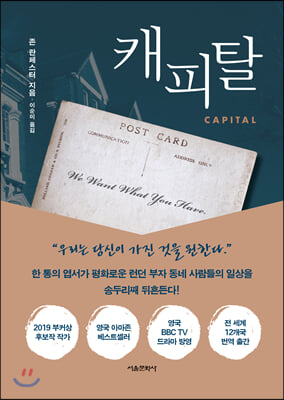 캐피탈
CAPITAL
존 란체스터 지음
이순미 옮김
POST CARD
COMMUNICATION
ADDRESS ONLY
We Want What You Have.
“우리는 당신이 가진 것을 원한다.”
한 통의 엽서가 평화로운 런던 부자 동네 사람들의 일상을
송두리째 뒤흔든다!
2019 부커상
후보작 작가
영국 아마존
베스트셀러
영국
BBC TV
드라마 방영
전 세계
12개국
번역 출간
서울문화사